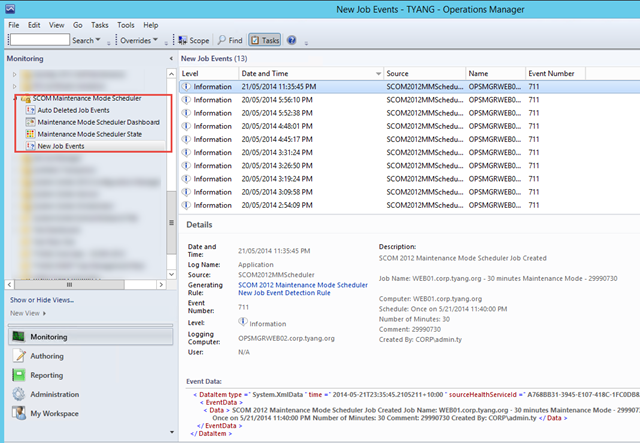 New Job Events - TYANG - Operations Manager
File Edit View Go Tasks Tools Help
Search Overrides Scope Find Tasks
Monitoring
SCOM Maintenance Mode Scheduler
Auto Deleted Job Events
Maintenance Mode Scheduler Dashboard
Maintenance Mode Scheduler State
New Job Events
Show or Hide Views...
New View
Monitoring
Authoring
Reporting
Administration
My Workspace
New Job Events (13)
Level Date and Time Source Name Event Number
Information 21/05/2014 11:35:45 PM SCOM2012MMSchedu... OPSMGRWEB0... 711
Information 20/05/2014 5:56:10 PM SCOM2012MMSchedu... OPSMGRWEB0... 711
Information 20/05/2014 5:52:38 PM SCOM2012MMSchedu... OPSMGRWEB0... 711
Information 20/05/2014 4:48:01 PM SCOM2012MMSchedu... OPSMGRWEB0... 711
Information 20/05/2014 4:45:17 PM SCOM2012MMSchedu... OPSMGRWEB0... 711
Information 20/05/2014 3:31:24 PM SCOM2012MMSchedu... OPSMGRWEB0... 711
Information 20/05/2014 3:26:50 PM SCOM2012MMSchedu... OPSMGRWEB0... 711
Information 20/05/2014 3:19:24 PM SCOM2012MMSchedu... OPSMGRWEB0... 711
Information 20/05/2014 3:09:58 PM SCOM2012MMSchedu... OPSMGRWEB0... 711
Information 20/05/2014 2:54:09 PM SCOM2012MMSchedu... OPSMGRWEB0... 711
Details
Date and Time: 21/05/2014 11:35:45 PM
Log Name: Application
Source: SCOM2012MMScheduler
Generating Rule: SCOM 2012 Maintenance Mode Scheduler New Job Event Detection Rule
Event Number: 711
Level: Information
Logging Computer: OPSMGRWEB02.corp.tyang.org
User: N/A
Description:
SCOM 2012 Maintenance Mode Scheduler Job Created
Job Name: WEB01.corp.tyang.org - 30 minutes Maintenance Mode - 29990730
Computer: WEB01.corp.tyang.org
Schedule: Once on 5/21/2014 11:40:00 PM
Number of Minutes: 30
Comment: 29990730
Created By: CORP\admin.ty
Event Data:
< DataItem type =" System.XmlData " time =" 2014-05-21T23:35:45.2105211+10:00 " sourceHealthServiceId =" A768BB31-3945-E107-418C-1FC0DB8
< EventData >
< Data > SCOM 2012 Maintenance Mode Scheduler Job Created Job Name: WEB01.corp.tyang.org - 30 minutes Maintenance Mode - 2999073
Once on 5/21/2014 11:40:00 PM Number of Minutes: 30 Comment: 29990730 Created By: CORP\admin.ty </ Data >
</ EventData >
</ DataItem >